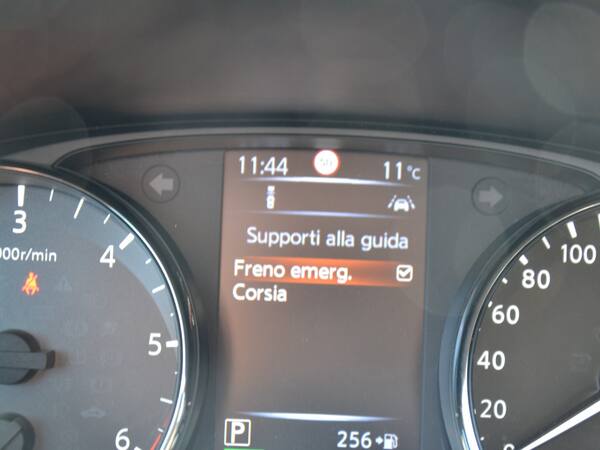 11:44 50 11°C
Supporti alla guida
Freno emerg.
Corsia
P 256
3
000r/min
4
5
6
100
80
60
40
20